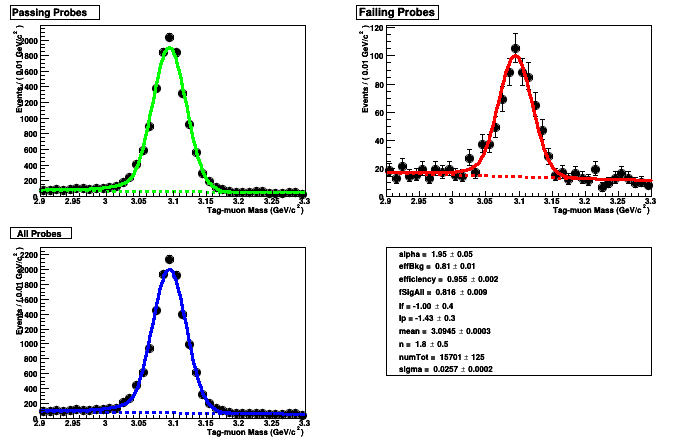 Passing Probes
Events / ( 0.01 GeV/c² )
2000
1800
1600
1400
1200
1000
800
600
400
200
0
2.9 2.95 3 3.05 3.1 3.15 3.2 3.25 3.3
Tag-muon Mass (GeV/c²)
Failing Probes
Events / ( 0.01 GeV/c² )
120
100
80
60
40
20
0
2.9 2.95 3 3.05 3.1 3.15 3.2 3.25 3.3
Tag-muon Mass (GeV/c²)
All Probes
Events / ( 0.01 GeV/c² )
2200
2000
1800
1600
1400
1200
1000
800
600
400
200
0
2.9 2.95 3 3.05 3.1 3.15 3.2 3.25 3.3
Tag-muon Mass (GeV/c²)
alpha = 1.95 ± 0.05
effBkg = 0.81 ± 0.01
efficiency = 0.955 ± 0.002
fSigAll = 0.816 ± 0.009
lf = -1.00 ± 0.4
lp = -1.43 ± 0.3
mean = 3.0945 ± 0.0003
n = 1.8 ± 0.5
numTot = 15701 ± 125
sigma = 0.0257 ± 0.0002